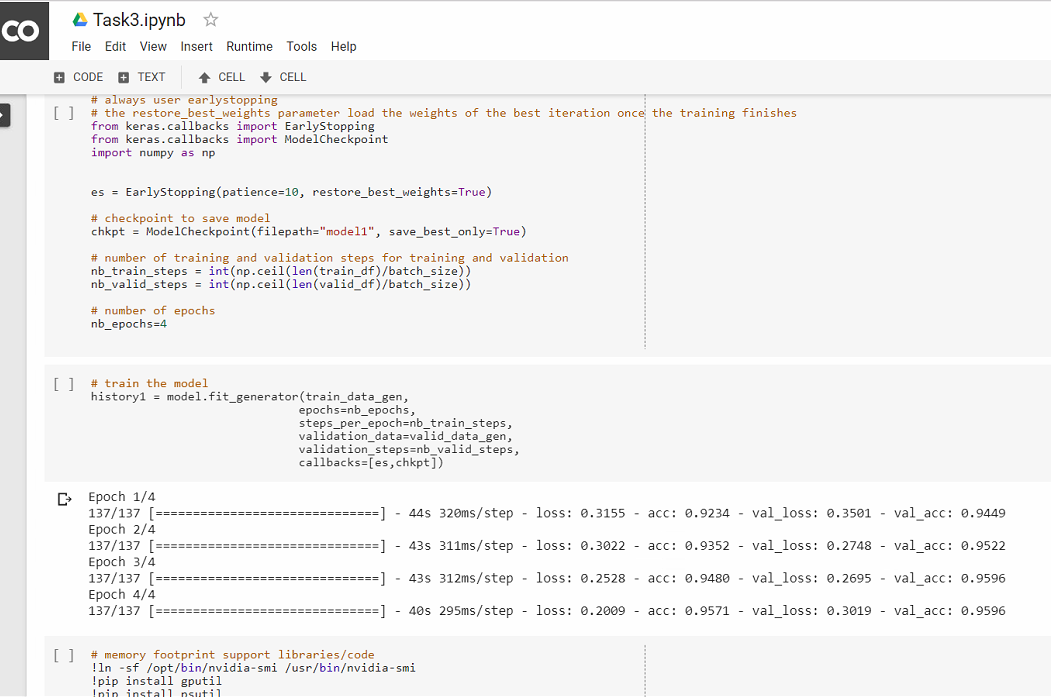 CO
Task3.ipynb
File Edit View Insert Runtime Tools Help
CODE TEXT CELL CELL
# always user earlystopping
[ ] # the restore_best_weights parameter load the weights of the best iteration once the training finishes
from keras.callbacks import EarlyStopping
from keras.callbacks import ModelCheckpoint
import numpy as np
es = EarlyStopping(patience=10, restore_best_weights=True)
# checkpoint to save model
chkpt = ModelCheckpoint(filepath="model1", save_best_only=True)
# number of training and validation steps for training and validation
nb_train_steps = int(np.ceil(len(train_df)/batch_size))
nb_valid_steps = int(np.ceil(len(valid_df)/batch_size))
# number of epochs
nb_epochs=4
[ ] # train the model
history1 = model.fit_generator(train_data_gen,
epochs=nb_epochs,
steps_per_epoch=nb_train_steps,
validation_data=valid_data_gen,
validation_steps=nb_valid_steps,
callbacks=[es,chkpt])
Epoch 1/4
137/137 [==============================] - 44s 320ms/step - loss: 0.3155 - acc: 0.9234 - val_loss: 0.3501 - val_acc: 0.9449
Epoch 2/4
137/137 [==============================] - 43s 311ms/step - loss: 0.3022 - acc: 0.9352 - val_loss: 0.2748 - val_acc: 0.9522
Epoch 3/4
137/137 [==============================] - 43s 312ms/step - loss: 0.2528 - acc: 0.9480 - val_loss: 0.2695 - val_acc: 0.9596
Epoch 4/4
137/137 [==============================] - 40s 295ms/step - loss: 0.2009 - acc: 0.9571 - val_loss: 0.3019 - val_acc: 0.9596
[ ] # memory footprint support libraries/code
!ln -sf /opt/bin/nvidia-smi /usr/bin/nvidia-smi
!pip install gputil
!pip install psutil